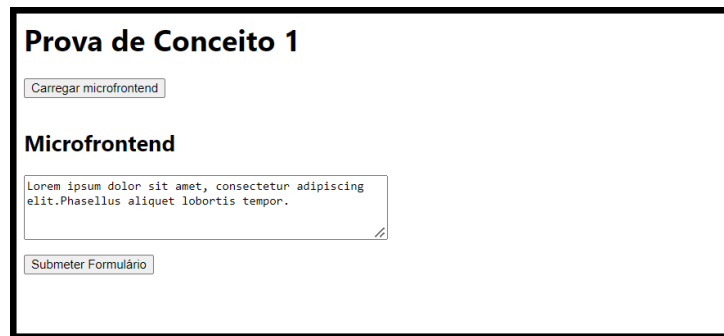 Prova de Conceito 1
Carregar microfrontend
Microfrontend
Lorem ipsum dolor sit amet, consectetur adipiscing
elit.Phasellus aliquet lobortis tempor.
Submeter Formulário